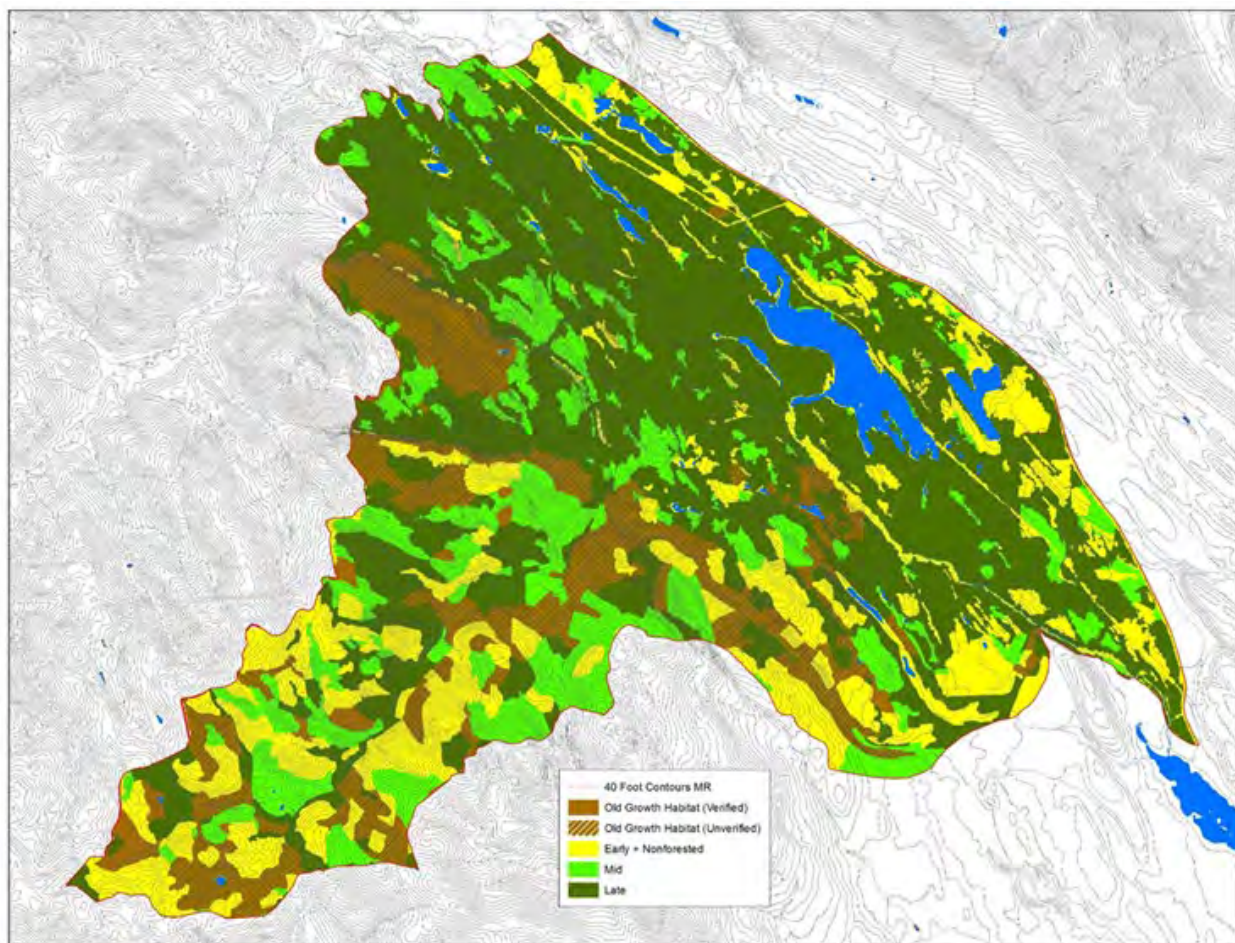 40 Foot Contours MR
Old Growth Habitat (Verified)
Old Growth Habitat (Unverified)
Early + Nonforested
Mid
Late